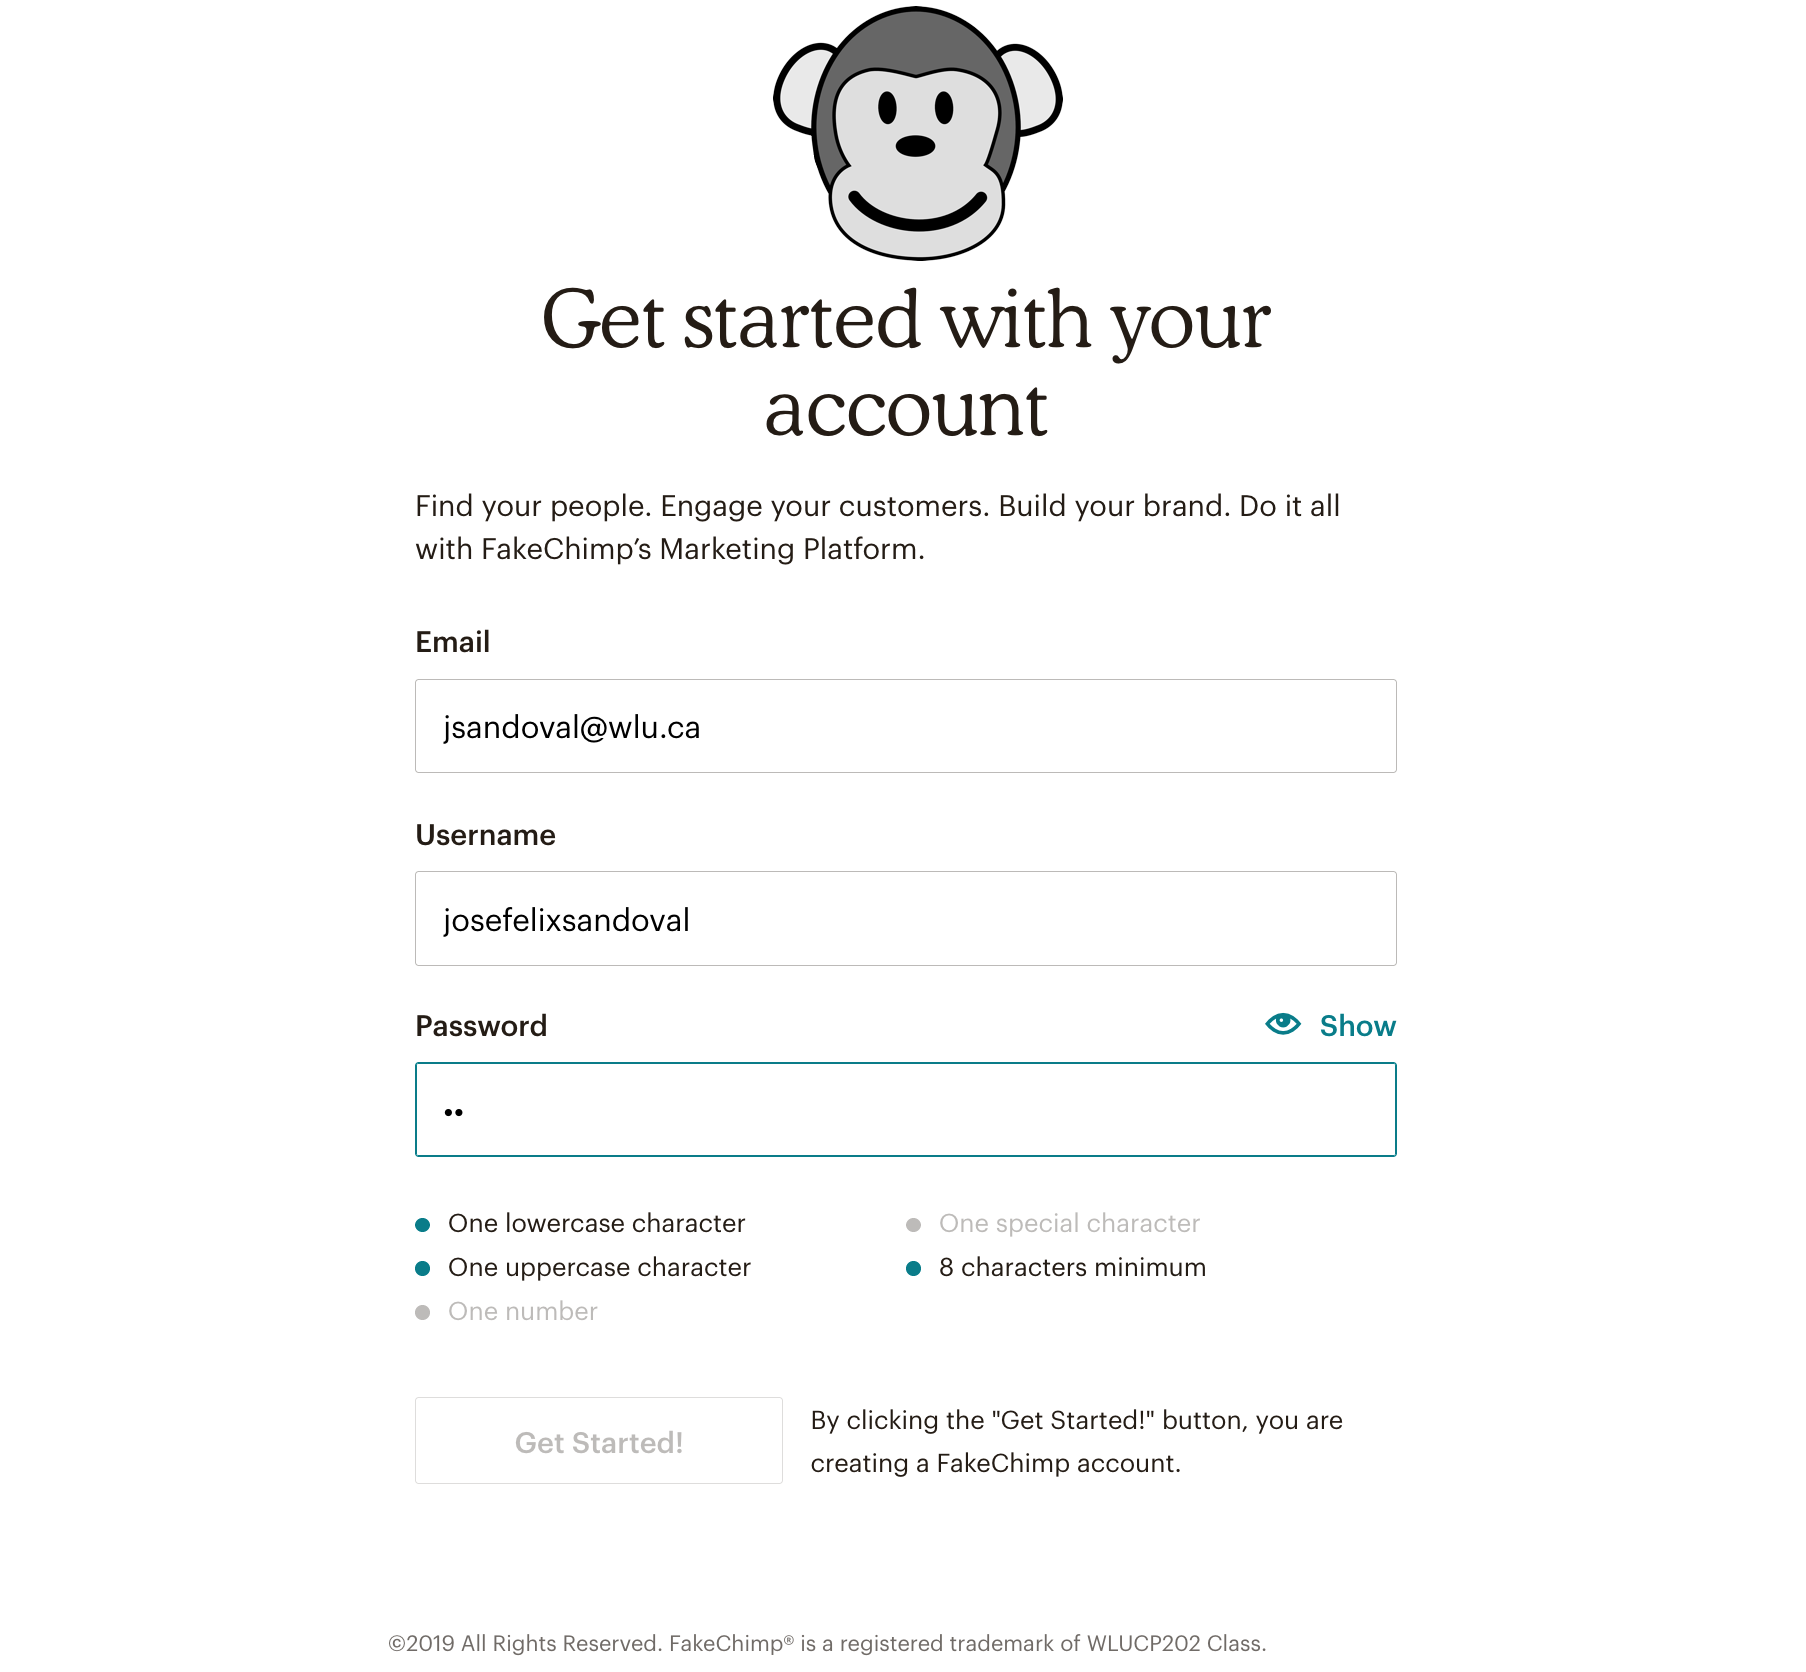 Get started with your
account
Find your people. Engage your customers. Build your brand. Do it all
with FakeChimp’s Marketing Platform.
Email
jsandoval@wlu.ca
Username
josefelixsandoval
Password
Show
••
One lowercase character
One special character
One uppercase character
8 characters minimum
One number
Get Started!
By clicking the "Get Started!" button, you are
creating a FakeChimp account.
©2019 All Rights Reserved. FakeChimp® is a registered trademark of WLUCP202 Class.